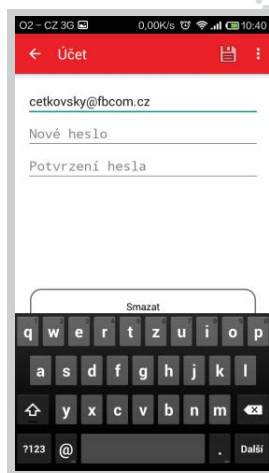 O2 – CZ 3G 0,00K/s 10:40
Účet
cetkovsky@fbcom.cz
Nové heslo
Potvrzení hesla
Smazat
q w e r t z u i o p
a s d f g h j k l
y x c v b n m
?123 @ . Další